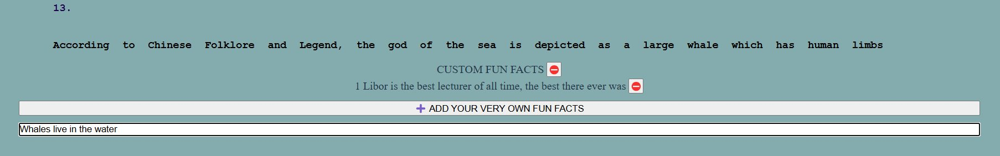 13.
According to Chinese Folklore and Legend, the god of the sea is depicted as a large whale which has human limbs
CUSTOM FUN FACTS
1 Libor is the best lecturer of all time, the best there ever was
ADD YOUR VERY OWN FUN FACTS
Whales live in the water